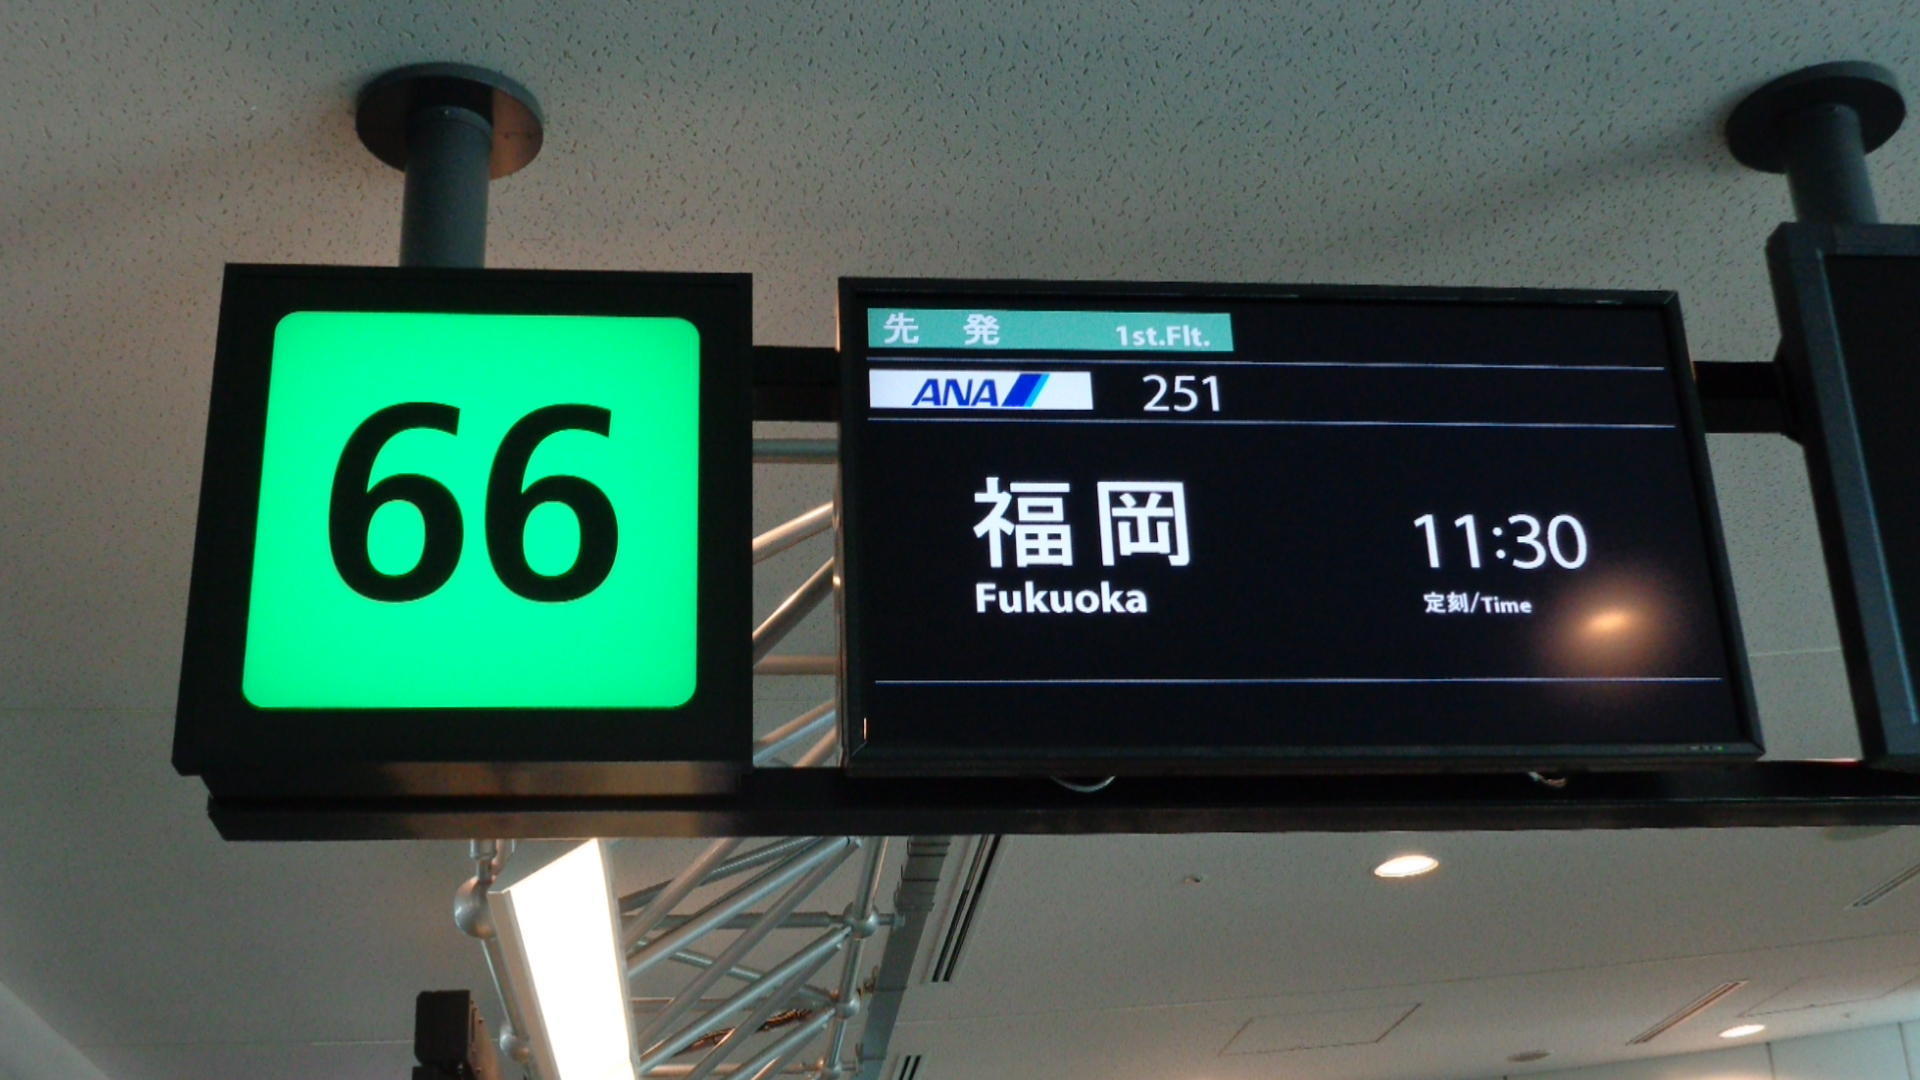 66
先 発 1st.Flt.
ANA 251
福岡 11:30
Fukuoka 定刻/Time